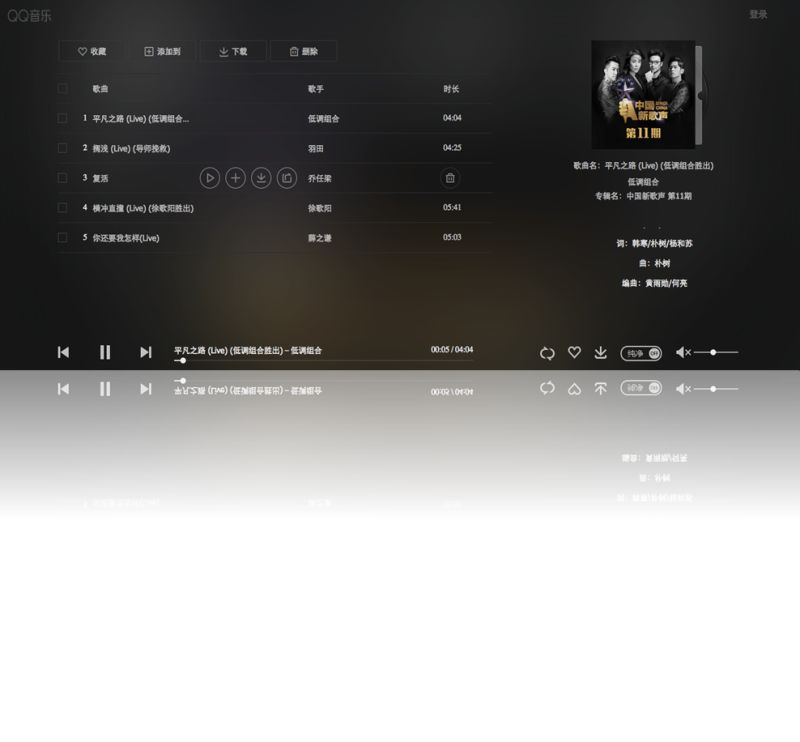 QQ音乐
登录
收藏 添加到 下载 删除
歌曲 歌手 时长
1 平凡之路 (Live) (低调组合... 低调组合 04:04
2 搁浅 (Live) (导师挽救) 羽田 04:25
3 复活 乔任梁
4 横冲直撞 (Live) (徐歌阳胜出) 徐歌阳 05:41
5 你还要我怎样(Live) 薛之谦 05:03
中国新歌声
SING! CHINA
第11期
歌曲名：平凡之路 (Live) (低调组合胜出)
低调组合
专辑名：中国新歌声 第11期
词：韩寒/朴树/杨和苏
曲：朴树
编曲：黄雨勋/何亮
平凡之路 (Live) (低调组合胜出) – 低调组合 00:05 / 04:04
纯净 OFF